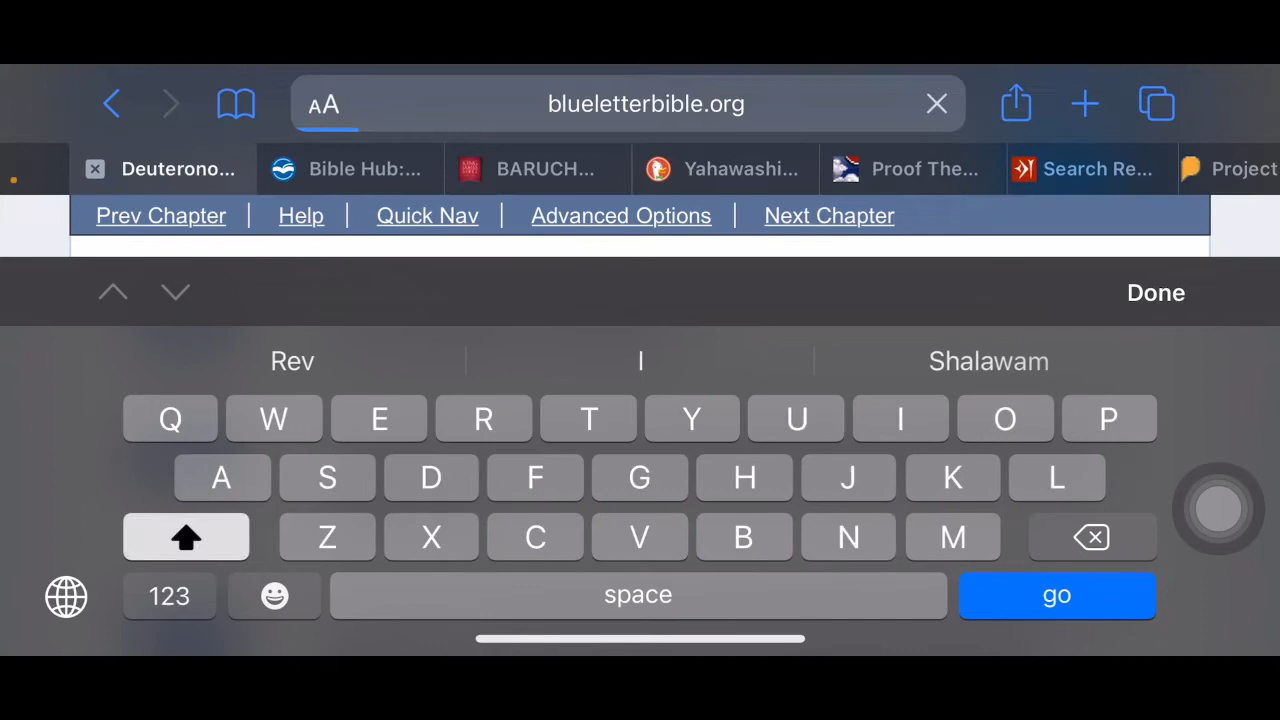 AA blueletterbible.org
Deuterono... Bible Hub:... BARUCH... Yahawashi... Proof The... Search Re... Project
Prev Chapter | Help | Quick Nav | Advanced Options | Next Chapter
Done
Rev I Shalawam
Q W E R T Y U I O P
A S D F G H J K L
Z X C V B N M
123 space go